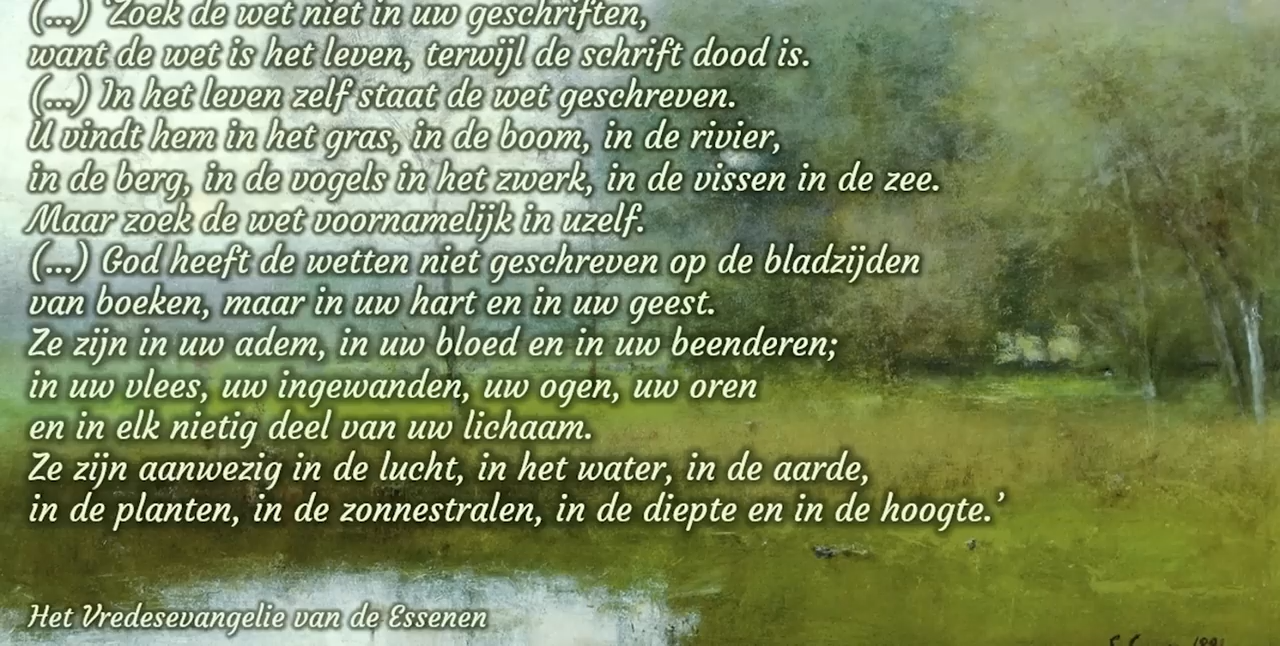 (...) ‘Zoek de wet niet in uw geschriften,
want de wet is het leven, terwijl de schrift dood is.
(...) In het leven zelf staat de wet geschreven.
U vindt hem in het gras, in de boom, in de rivier,
in de berg, in de vogels in het zwerk, in de vissen in de zee.
Maar zoek de wet voornamelijk in uzelf.
(...) God heeft de wetten niet geschreven op de bladzijden
van boeken, maar in uw hart en in uw geest.
Ze zijn in uw adem, in uw bloed en in uw beenderen;
in uw vlees, uw ingewanden, uw ogen, uw oren
en in elk nietig deel van uw lichaam.
Ze zijn aanwezig in de lucht, in het water, in de aarde,
in de planten, in de zonnestralen, in de diepte en in de hoogte.’
Het Vredesevangelie van de Essenen